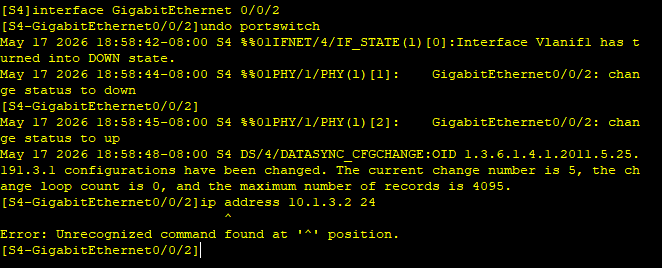 [S4]interface GigabitEthernet 0/0/2
[S4-GigabitEthernet0/0/2]undo portswitch
May 17 2026 18:58:42-08:00 S4 %%01IFNET/4/IF_STATE(l)[0]:Interface Vlanif1 has t
urned into DOWN state.
May 17 2026 18:58:44-08:00 S4 %%01PHY/1/PHY(l)[1]:    GigabitEthernet0/0/2: chan
ge status to down
[S4-GigabitEthernet0/0/2]
May 17 2026 18:58:45-08:00 S4 %%01PHY/1/PHY(l)[2]:    GigabitEthernet0/0/2: chan
ge status to up
May 17 2026 18:58:48-08:00 S4 DS/4/DATASYNC_CFGCHANGE:OID 1.3.6.1.4.1.2011.5.25.
191.3.1 configurations have been changed. The current change number is 5, the ch
ange loop count is 0, and the maximum number of records is 4095.
[S4-GigabitEthernet0/0/2]ip address 10.1.3.2 24
                            ^
Error: Unrecognized command found at '^' position.
[S4-GigabitEthernet0/0/2]